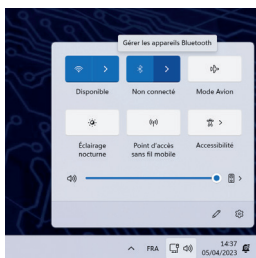 Gérer les appareils Bluetooth
Disponible
Non connecté
Mode Avion
Éclairage
nocturne
Point d'accès
sans fil mobile
Accessibilité
FRA
14:37
05/04/2023